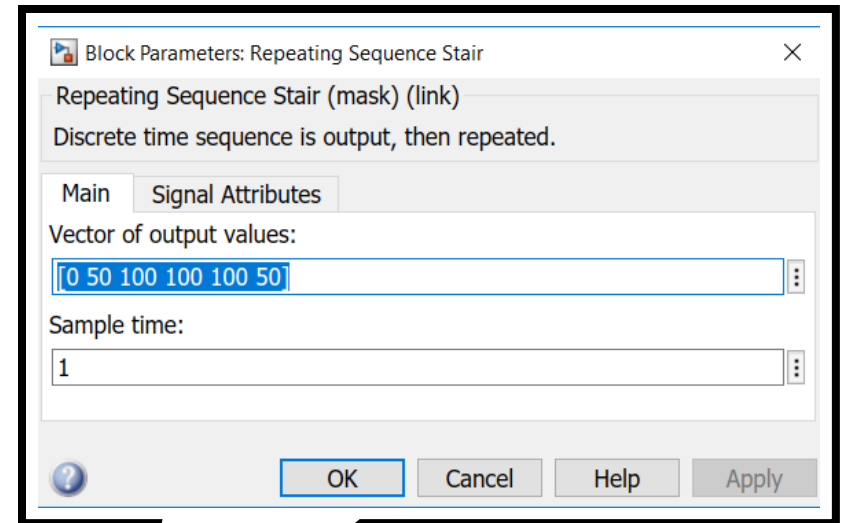 Block Parameters: Repeating Sequence Stair
Repeating Sequence Stair (mask) (link)
Discrete time sequence is output, then repeated.
Main Signal Attributes
Vector of output values:
[0 50 100 100 100 50]
Sample time:
1
OK Cancel Help Apply